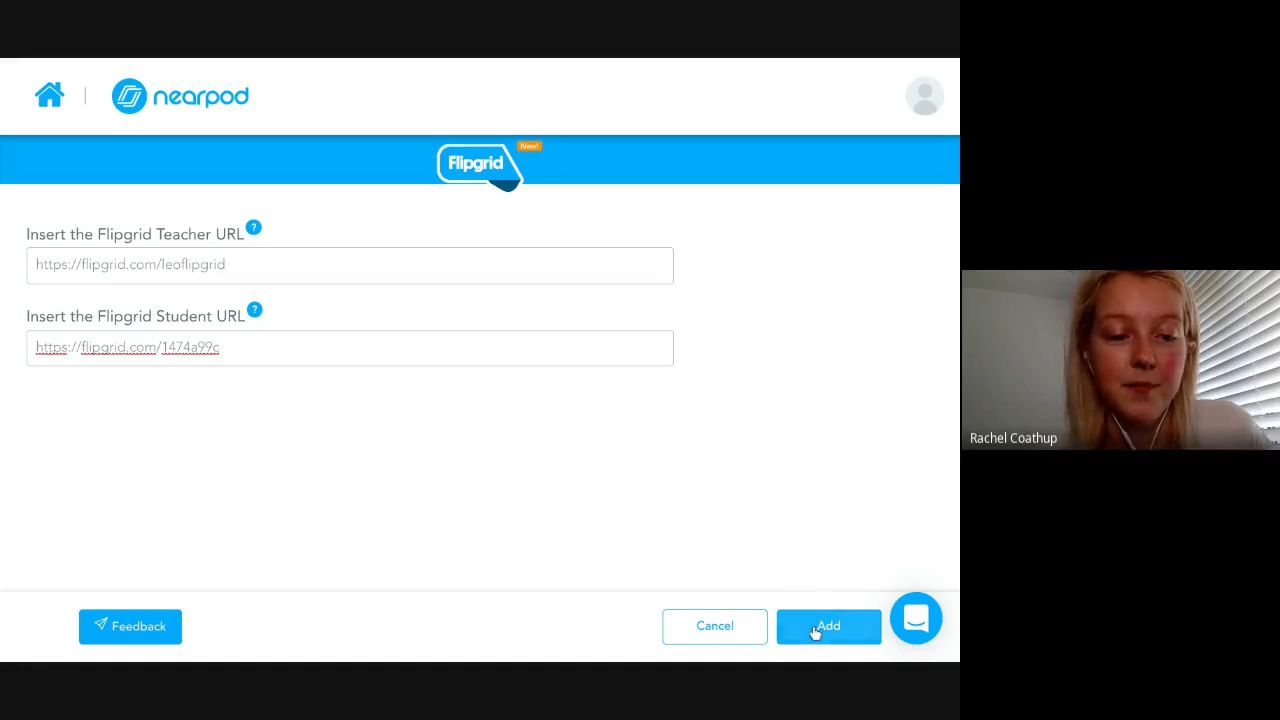 nearpod
Flipgrid
New!
Insert the Flipgrid Teacher URL ?
https://flipgrid.com/leoflipgrid
Insert the Flipgrid Student URL ?
https://flipgrid.com/1474a99c
Rachel Coathup
Feedback
Cancel
Add